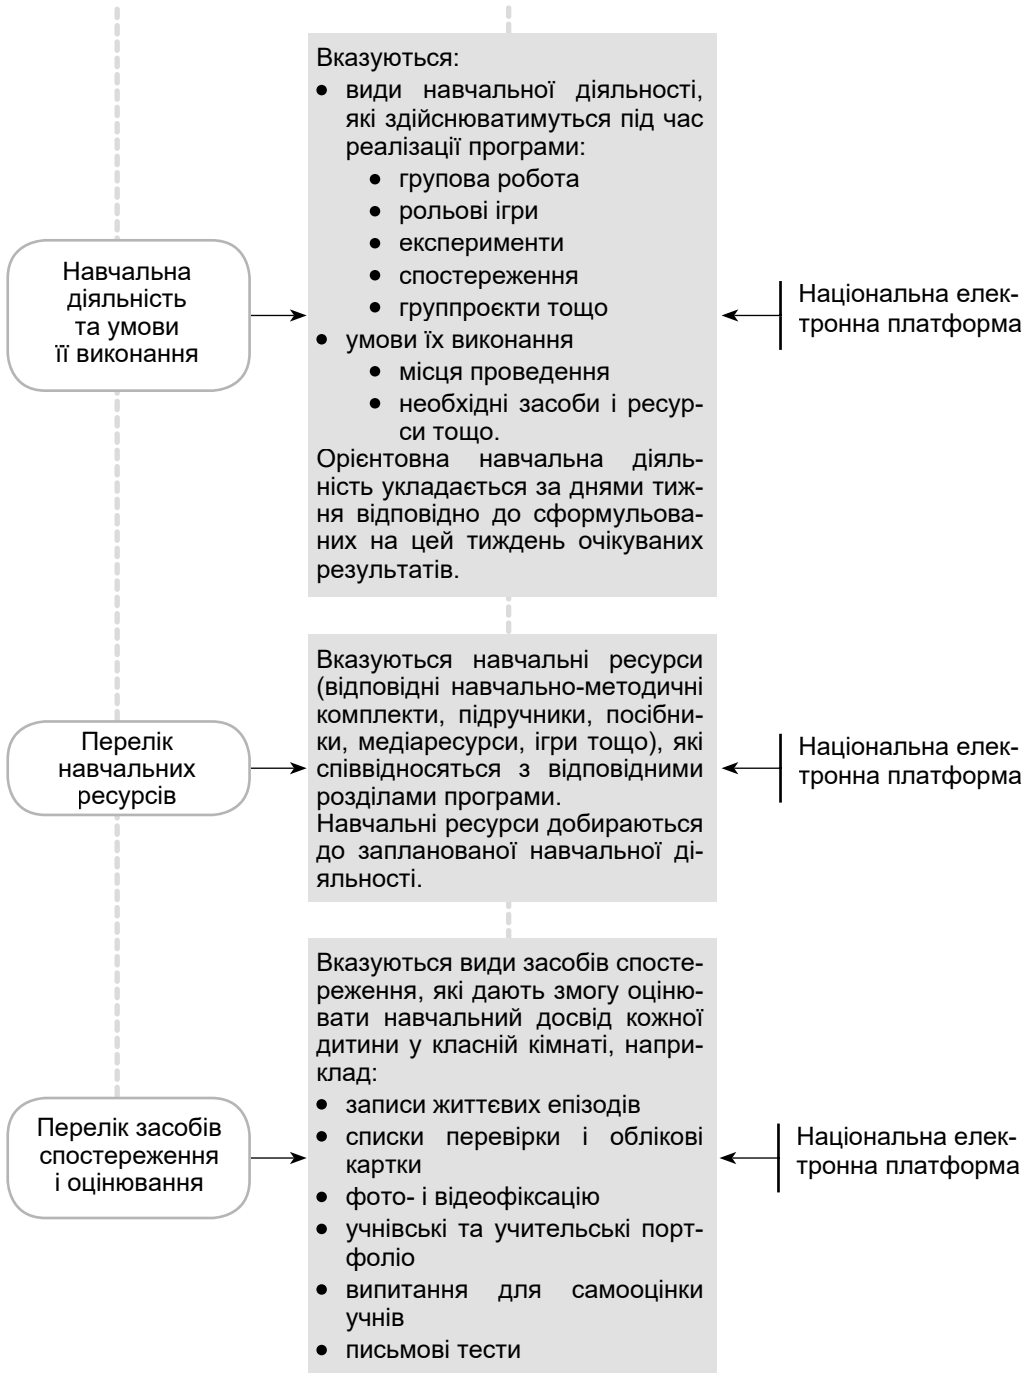 Навчальна
діяльність
та умови
її виконання
Вказуються:
• види навчальної діяльності,
які здійснюватимуться під час
реалізації програми:
• групова робота
• рольові ігри
• експерименти
• спостереження
• группроєкти тощо
• умови їх виконання
• місця проведення
• необхідні засоби і ресур-
си тощо.
Орієнтовна навчальна діяль-
ність укладається за днями тиж-
ня відповідно до сформульова-
них на цей тиждень очікуваних
результатів.
Національна елек-
тронна платформа
Перелік
навчальних
ресурсів
Вказуються навчальні ресурси
(відповідні навчально-методичні
комплекти, підручники, посібни-
ки, медіаресурси, ігри тощо), які
співвідносяться з відповідними
розділами програми.
Навчальні ресурси добираються
до запланованої навчальної ді-
яльності.
Національна елек-
тронна платформа
Перелік засобів
спостереження
і оцінювання
Вказуються види засобів спосте-
реження, які дають змогу оціню-
вати навчальний досвід кожної
дитини у класній кімнаті, напри-
клад:
• записи життєвих епізодів
• списки перевірки і облікові
картки
• фото- і відеофіксацію
• учнівські та учительські порт-
фоліо
• випитання для самооцінки
учнів
• письмові тести
Національна елек-
тронна платформа